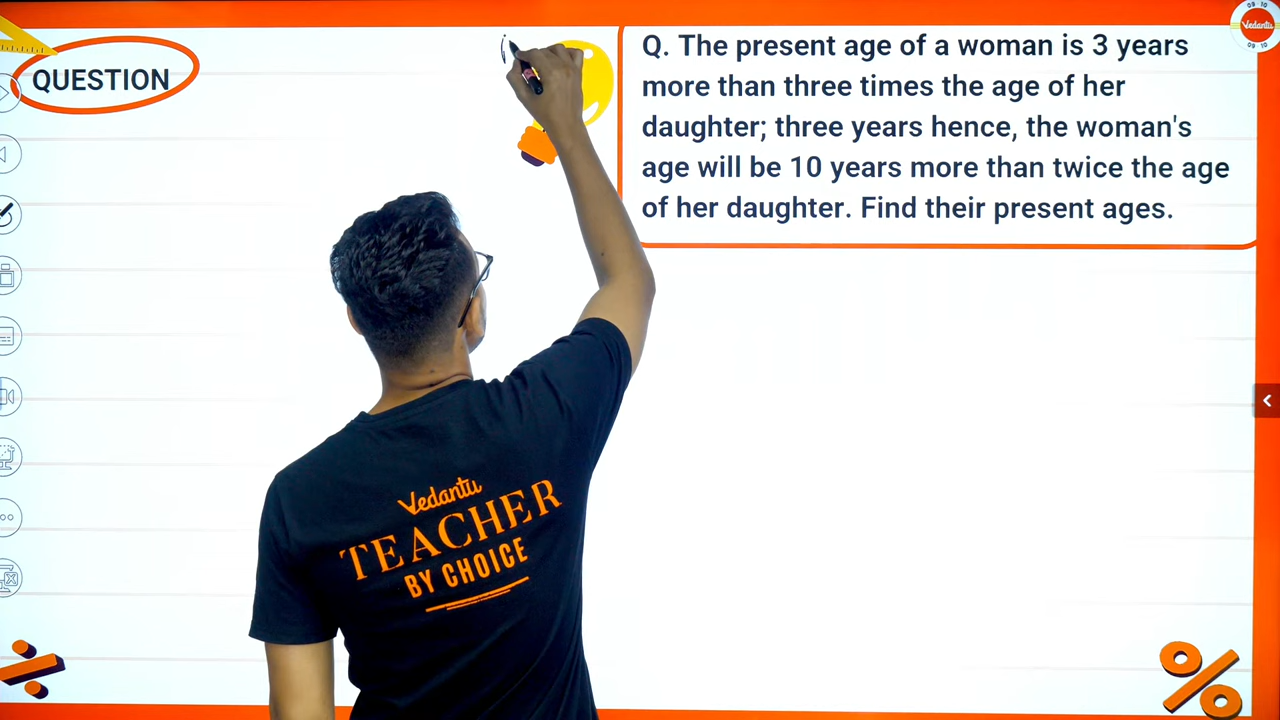 QUESTION
Q. The present age of a woman is 3 years
more than three times the age of her
daughter; three years hence, the woman's
age will be 10 years more than twice the age
of her daughter. Find their present ages.
Vedantu
Vedantu
TEACHER
BY CHOICE